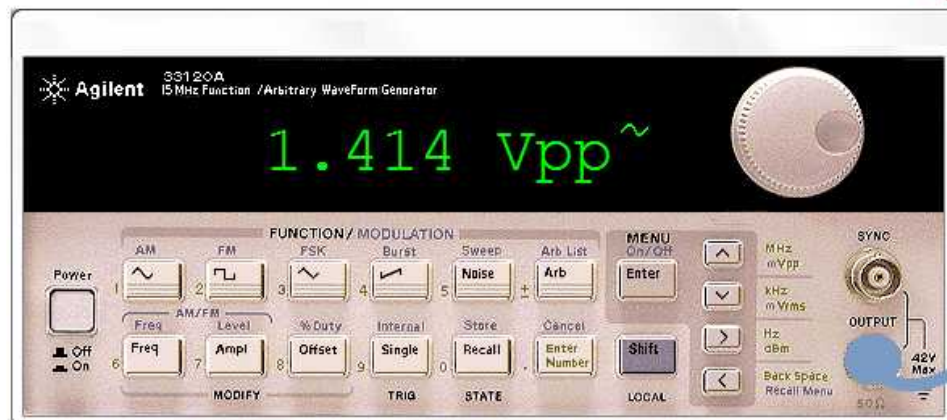 Agilent 33120A
15 MHz Function / Arbitrary WaveForm Genorator
1.414 Vpp
FUNCTION / MODULATION
AM FM FSK Burst Sweep Arb List
1 2 3 4 5 Noise ± Arb
MENU
On/Off
Enter
MHz
mVpp
kHz
mVrms
Hz
dBm
Back Space
Recall Menu
SYNC
OUTPUT
42V
Max
50Ω
Power
Off
On
AM/FM
Freq Level % Duty Internal Store Cancel
6 Freq 7 Ampl 8 Offset 9 Single 0 Recall . Enter Number
Shift
LOCAL
MODIFY TRIG STATE